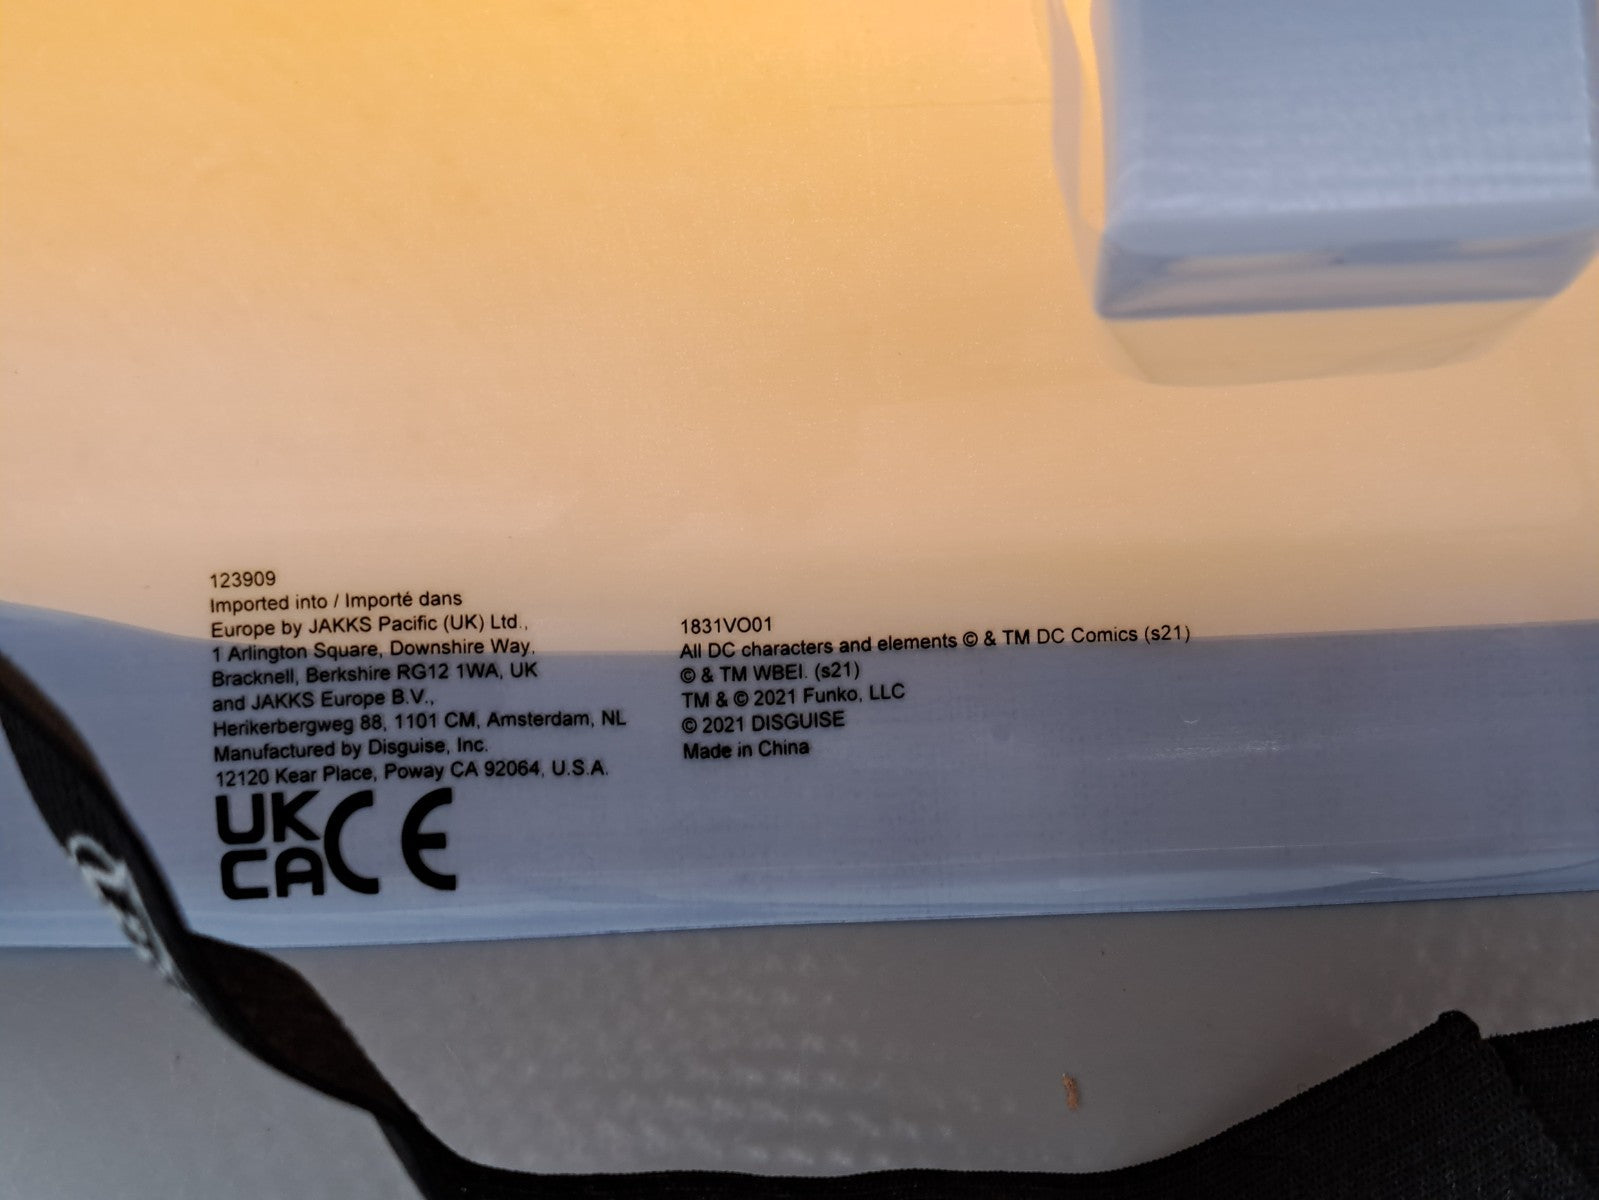 123909
Imported into / Importé dans
Europe by JAKKS Pacific (UK) Ltd.,
1 Arlington Square, Downshire Way,
Bracknell, Berkshire RG12 1WA, UK
and JAKKS Europe B.V.,
Herikerbergweg 88, 1101 CM, Amsterdam, NL
Manufactured by Disguise, Inc.
12120 Kear Place, Poway CA 92064, U.S.A.
UK
CA CE
1831VO01
All DC characters and elements © & TM DC Comics (s21)
© & TM WBEI. (s21)
TM & © 2021 Funko, LLC
© 2021 DISGUISE
Made in China